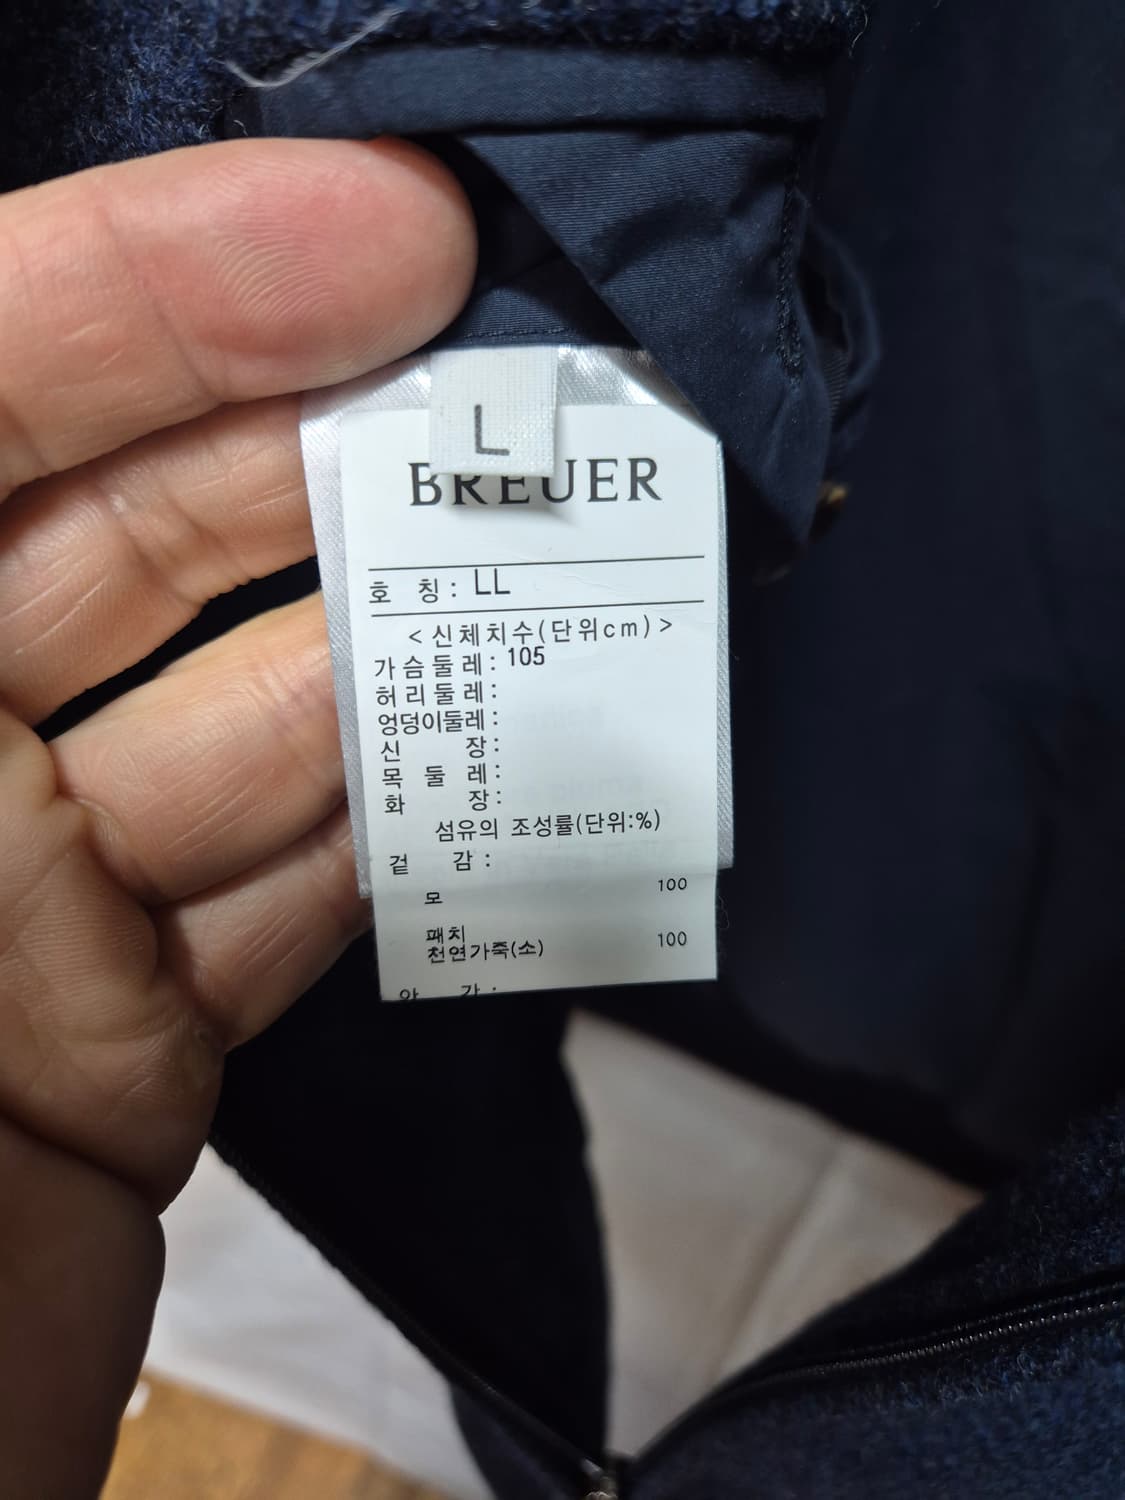 L
BREUER
호 칭 : LL
<신체치수(단위cm)>
가슴둘레: 105
허리둘레:
엉덩이둘레:
신 장:
목 둘 레:
화 장:
섬유의 조성률(단위:%)
겉 감 :
모 100
패치
천연가죽(소) 100